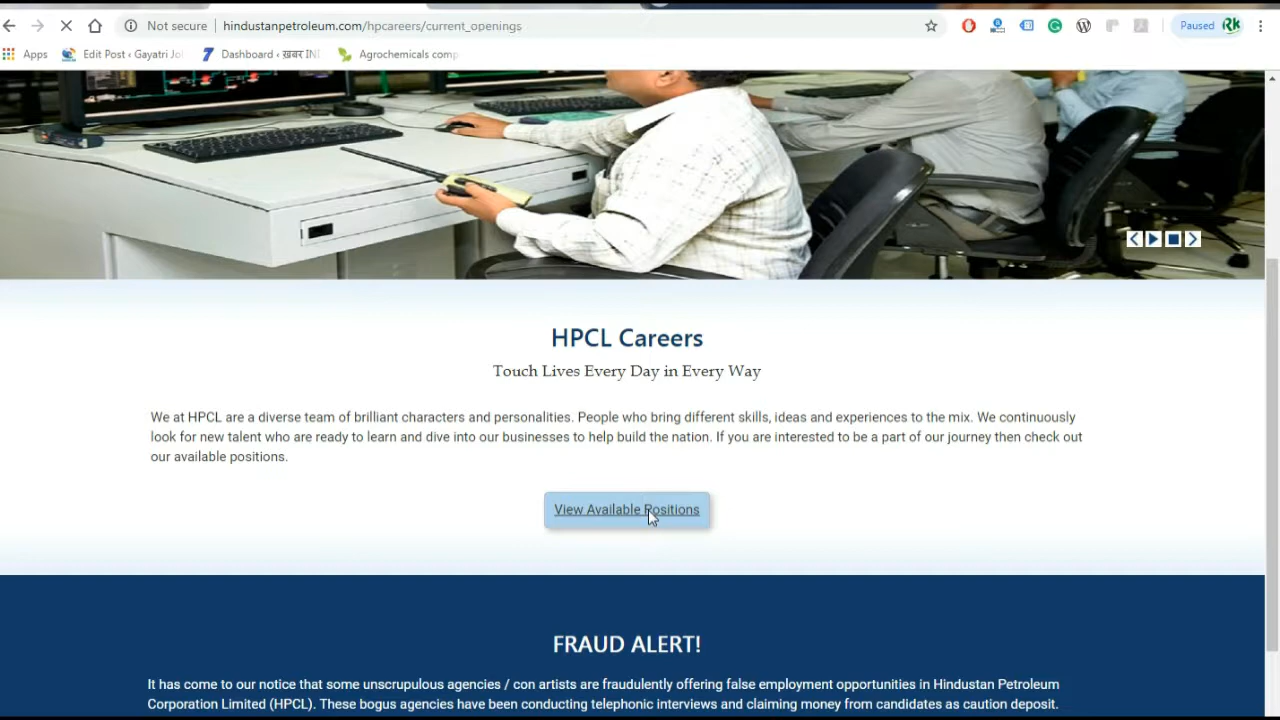 Not secure hindustanpetroleum.com/hpcareers/current_openings Paused Rk
Apps Edit Post ‹ Gayatri Jo Dashboard ‹ ख़बर INI Agrochemicals comp
HPCL Careers
Touch Lives Every Day in Every Way
We at HPCL are a diverse team of brilliant characters and personalities. People who bring different skills, ideas and experiences to the mix. We continuously
look for new talent who are ready to learn and dive into our businesses to help build the nation. If you are interested to be a part of our journey then check out
our available positions.
View Available Positions
FRAUD ALERT!
It has come to our notice that some unscrupulous agencies / con artists are fraudulently offering false employment opportunities in Hindustan Petroleum
Corporation Limited (HPCL). These bogus agencies have been conducting telephonic interviews and claiming money from candidates as caution deposit.